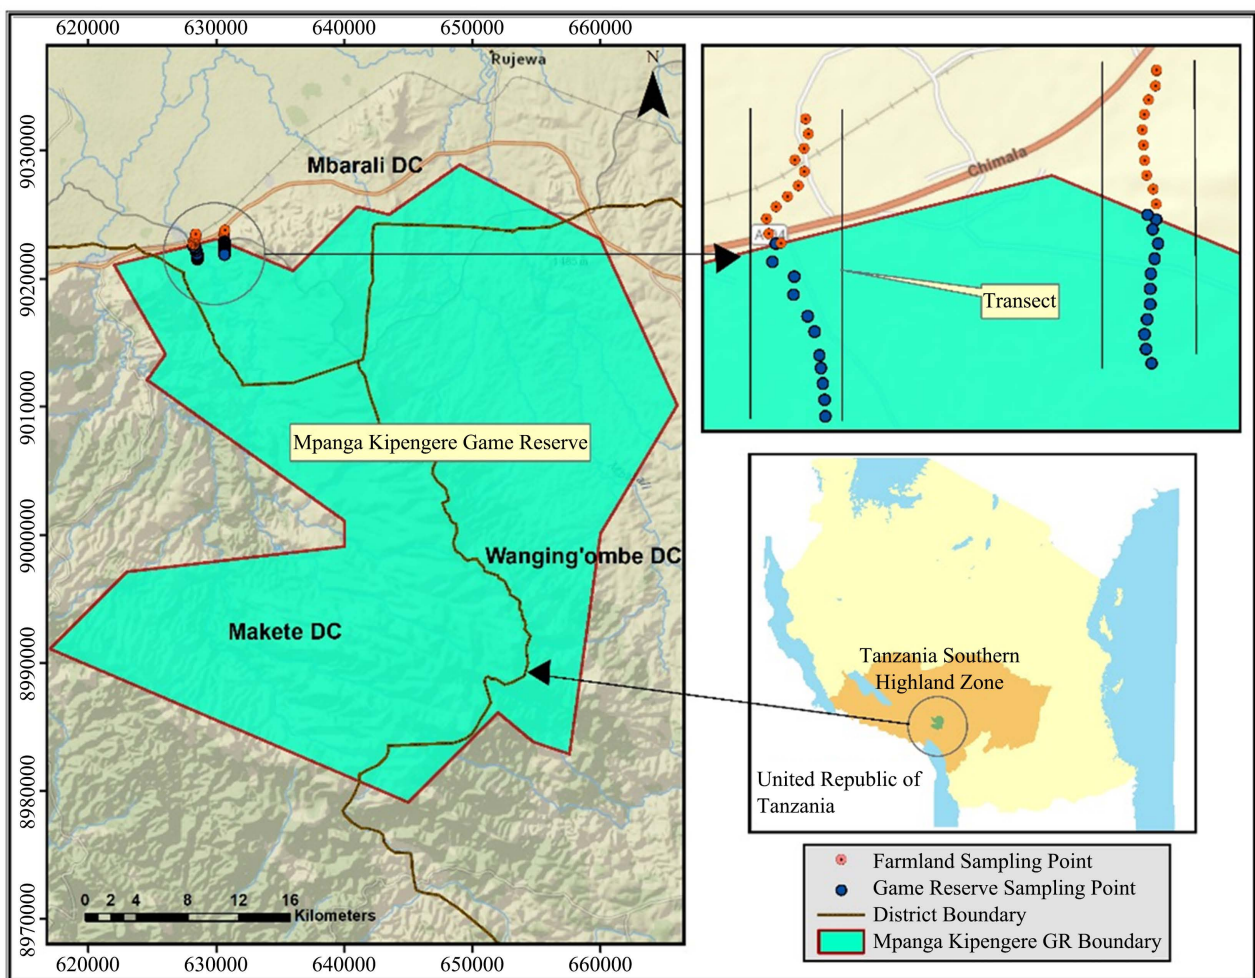 620000 630000 640000 650000 660000
Rujewa
N
Mbarali DC
9030000
9020000
9010000
9000000
8990000
8980000
8970000
Mpanga Kipengere Game Reserve
Wanging'ombe DC
Makete DC
0 2 4 8 12 16
Kilometers
620000 630000 640000 650000 660000
Chimala
Transect
Tanzania Southern
Highland Zone
United Republic of
Tanzania
Farmland Sampling Point
Game Reserve Sampling Point
District Boundary
Mpanga Kipengere GR Boundary